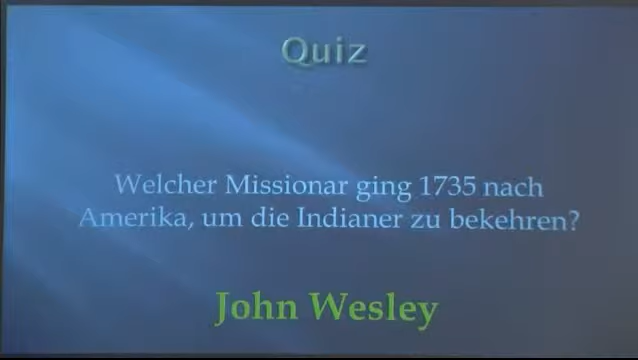 Quiz
Welcher Missionar ging 1735 nach
Amerika, um die Indianer zu bekehren?
John Wesley